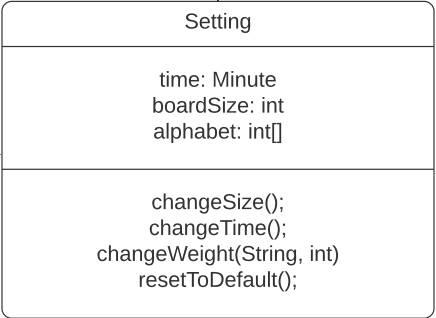 Setting
time: Minute
boardSize: int
alphabet: int[]
changeSize();
changeTime();
changeWeight(String, int)
resetToDefault();